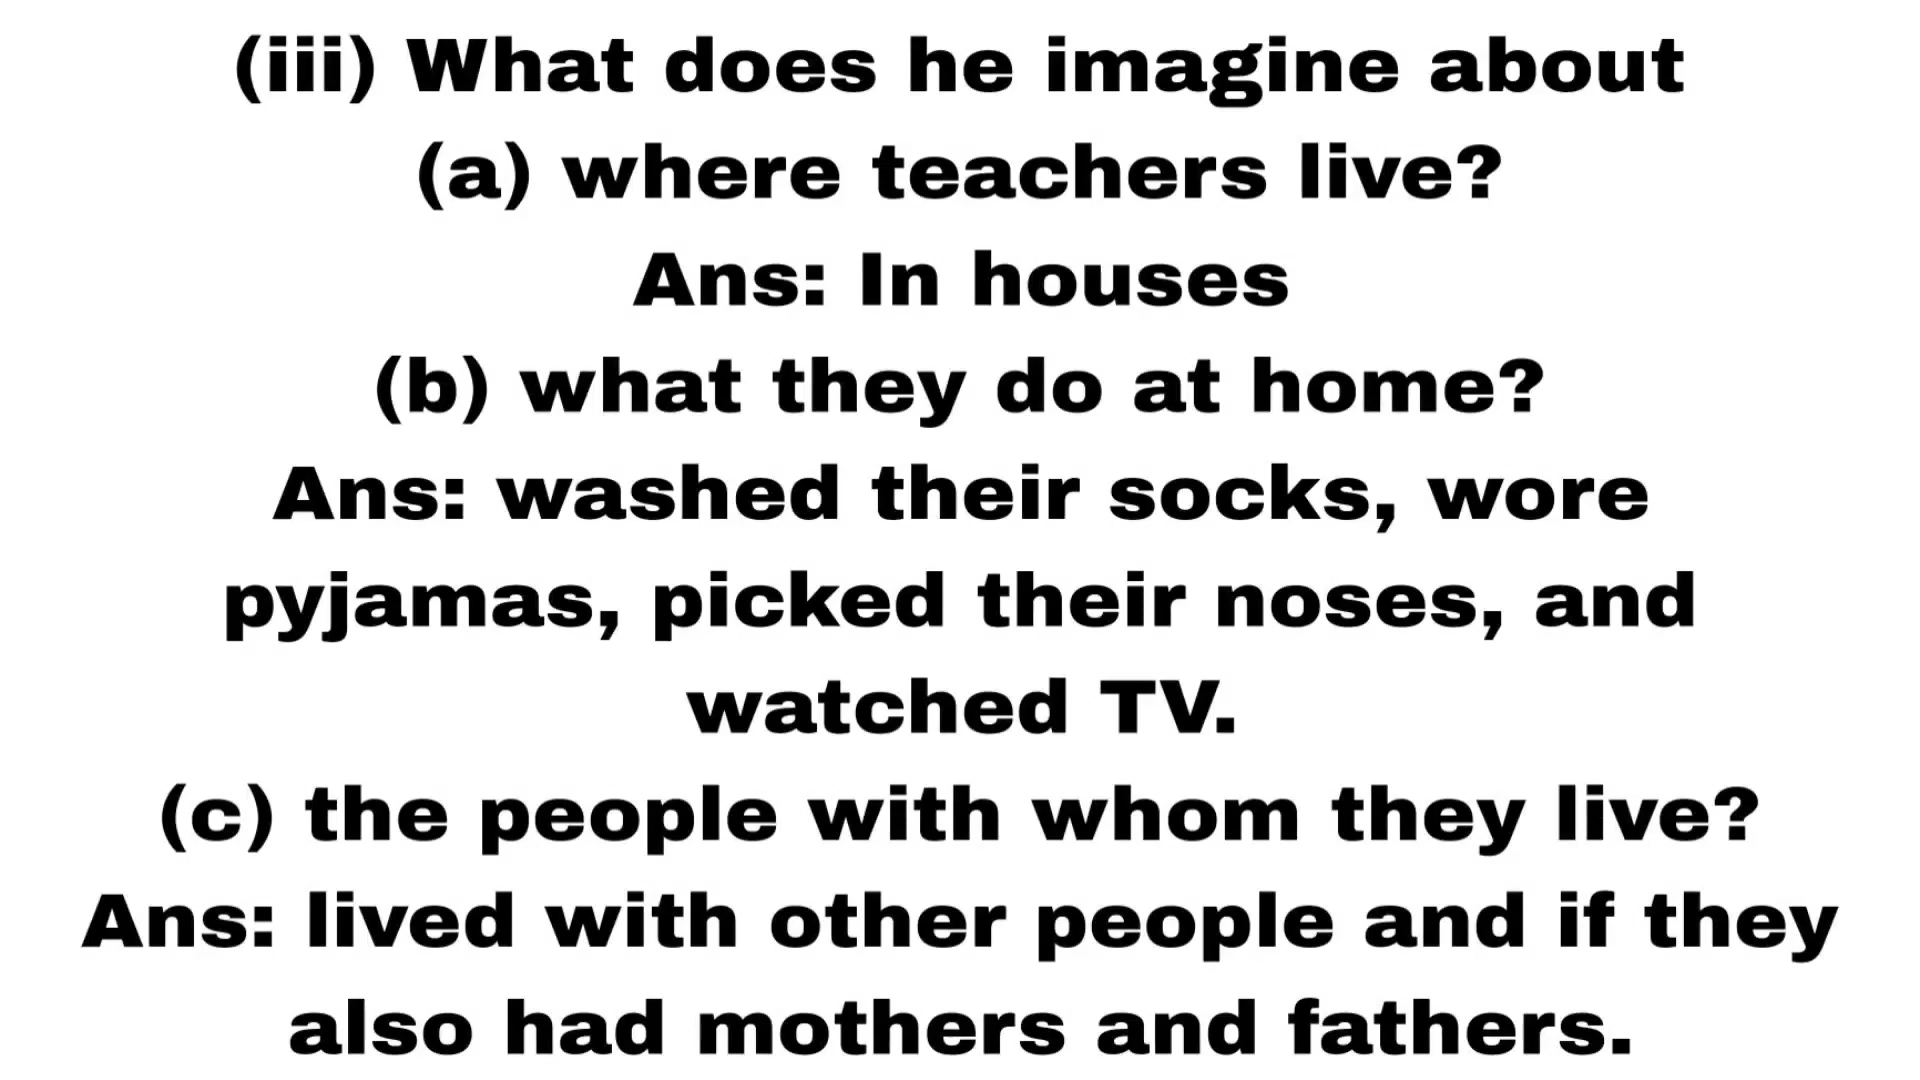 (iii) What does he imagine about
(a) where teachers live?
Ans: In houses
(b) what they do at home?
Ans: washed their socks, wore
pyjamas, picked their noses, and
watched TV.
(c) the people with whom they live?
Ans: lived with other people and if they
also had mothers and fathers.